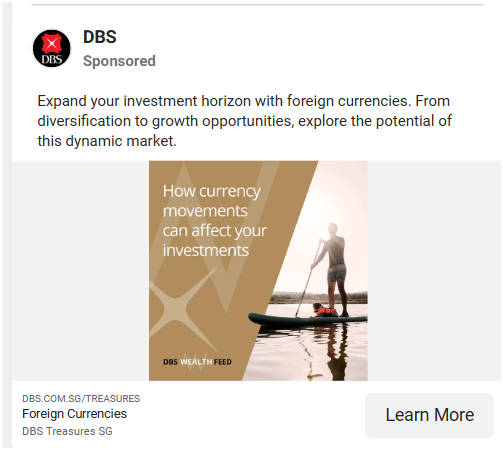 DBS
DBS
Sponsored
Expand your investment horizon with foreign currencies. From
diversification to growth opportunities, explore the potential of
this dynamic market.
How currency
movements
can affect your
investments
DBS WEALTH FEED
DBS.COM.SG/TREASURES
Foreign Currencies
DBS Treasures SG
Learn More